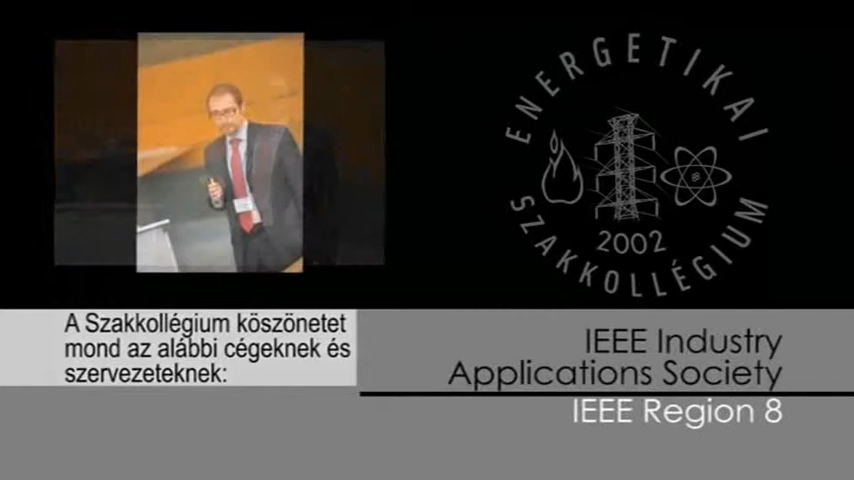 ENERGETIKAI
SZAKKOLLÉGIUM
2002
A Szakkollégium köszönetet
mond az alábbi cégeknek és
szervezeteknek:
IEEE Industry
Applications Society
IEEE Region 8